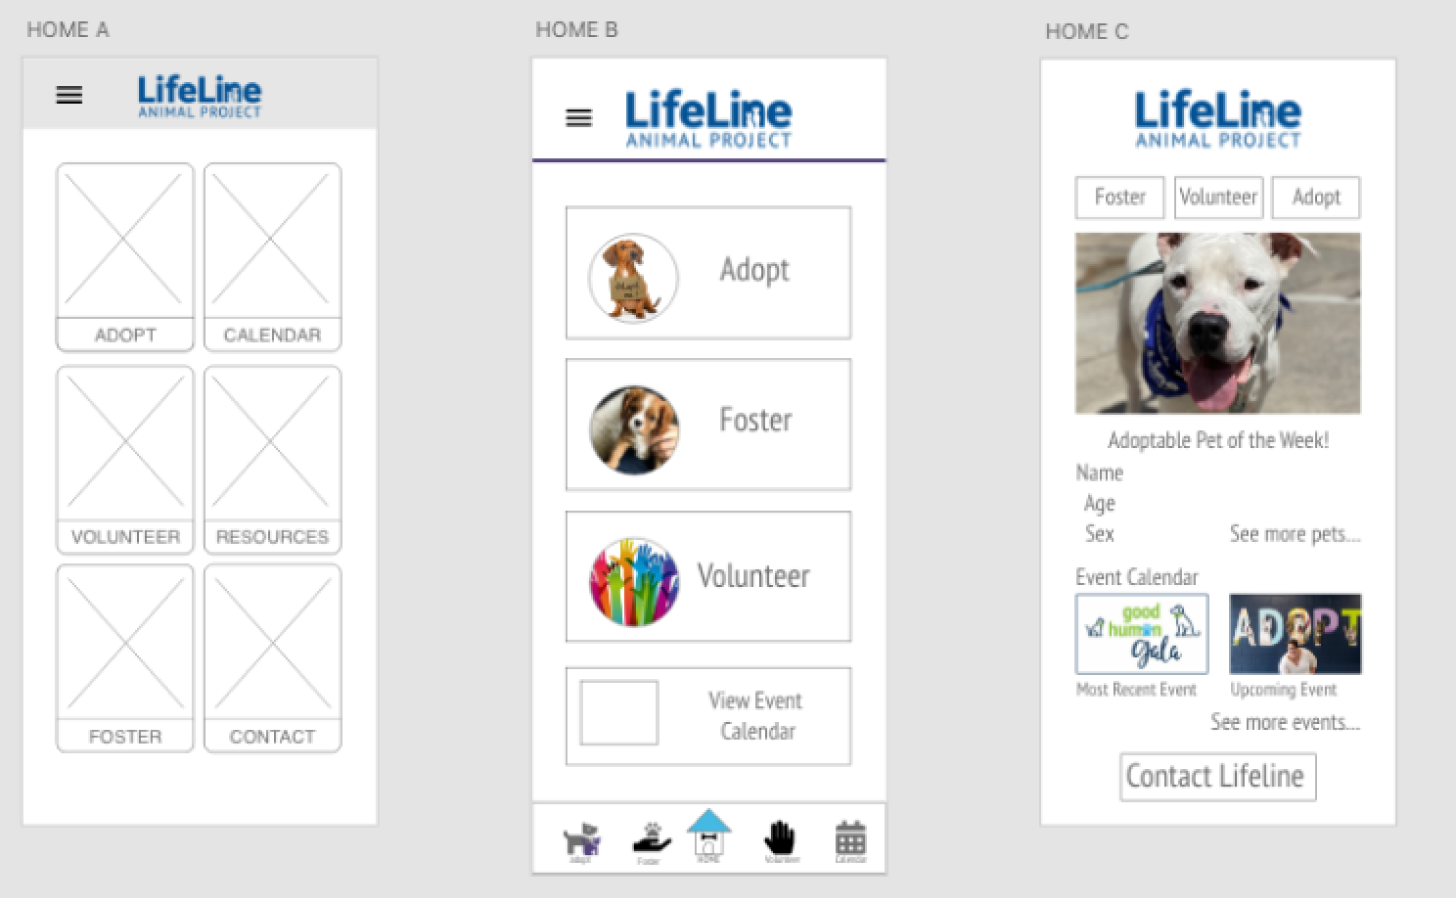 HOME A
LifeLine
ANIMAL PROJECT
ADOPT
CALENDAR
VOLUNTEER
RESOURCES
FOSTER
CONTACT
HOME B
LifeLine
ANIMAL PROJECT
Adopt
Foster
Volunteer
View Event
Calendar
adopt
Foster
HOME
Volunteer
Calendar
HOME C
LifeLine
ANIMAL PROJECT
Foster
Volunteer
Adopt
Adoptable Pet of the Week!
Name
Age
Sex
See more pets...
Event Calendar
good
human
gala
ADOPT
Most Recent Event
Upcoming Event
See more events...
Contact Lifeline